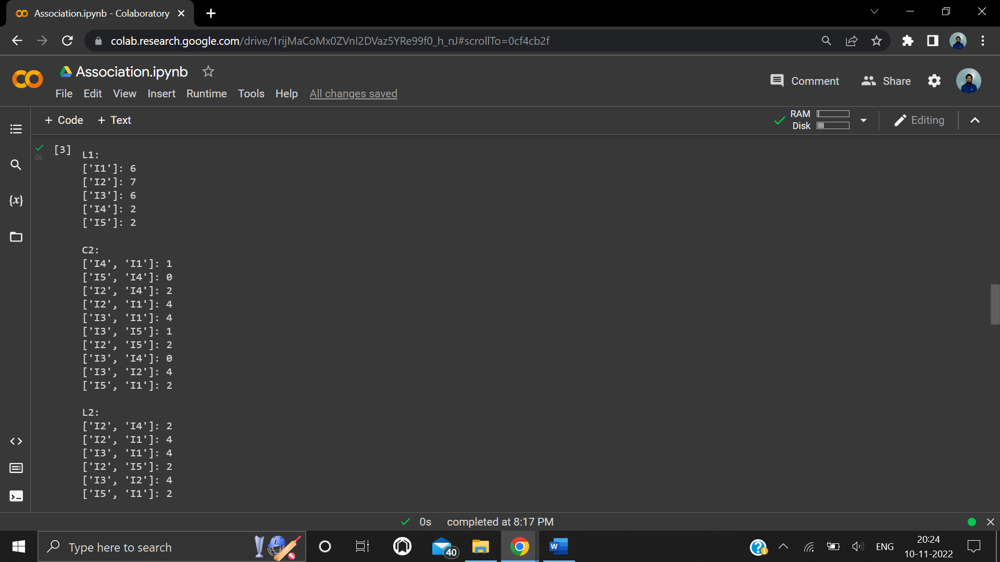 Association.ipynb - Colaboratory
colab.research.google.com/drive/1rijMaCoMx0ZVnI2DVaz5YRe99f0_h_nJ#scrollTo=0cf4cb2f
Association.ipynb
Comment
Share
File Edit View Insert Runtime Tools Help All changes saved
+ Code + Text
RAM
Disk
Editing
[3]
0s
L1:
['I1']: 6
['I2']: 7
['I3']: 6
['I4']: 2
['I5']: 2
C2:
['I4', 'I1']: 1
['I5', 'I4']: 0
['I2', 'I4']: 2
['I2', 'I1']: 4
['I3', 'I1']: 4
['I3', 'I5']: 1
['I2', 'I5']: 2
['I3', 'I4']: 0
['I3', 'I2']: 4
['I5', 'I1']: 2
L2:
['I2', 'I4']: 2
['I2', 'I1']: 4
['I3', 'I1']: 4
['I2', 'I5']: 2
['I3', 'I2']: 4
['I5', 'I1']: 2
{x}
0s completed at 8:17 PM
Type here to search
40
W
ENG
20:24
10-11-2022